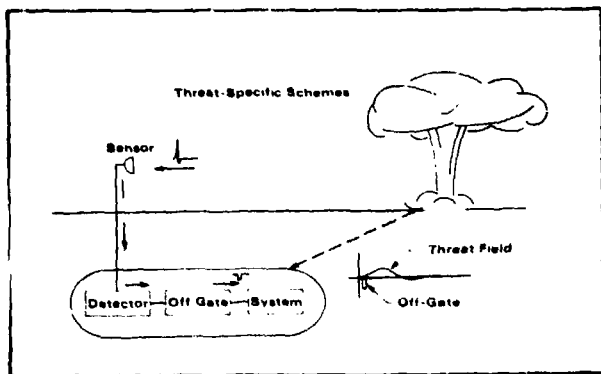 Threat-Specific Schemes
Sensor
Threat Field
Detector Off Gate System
Off-Gate